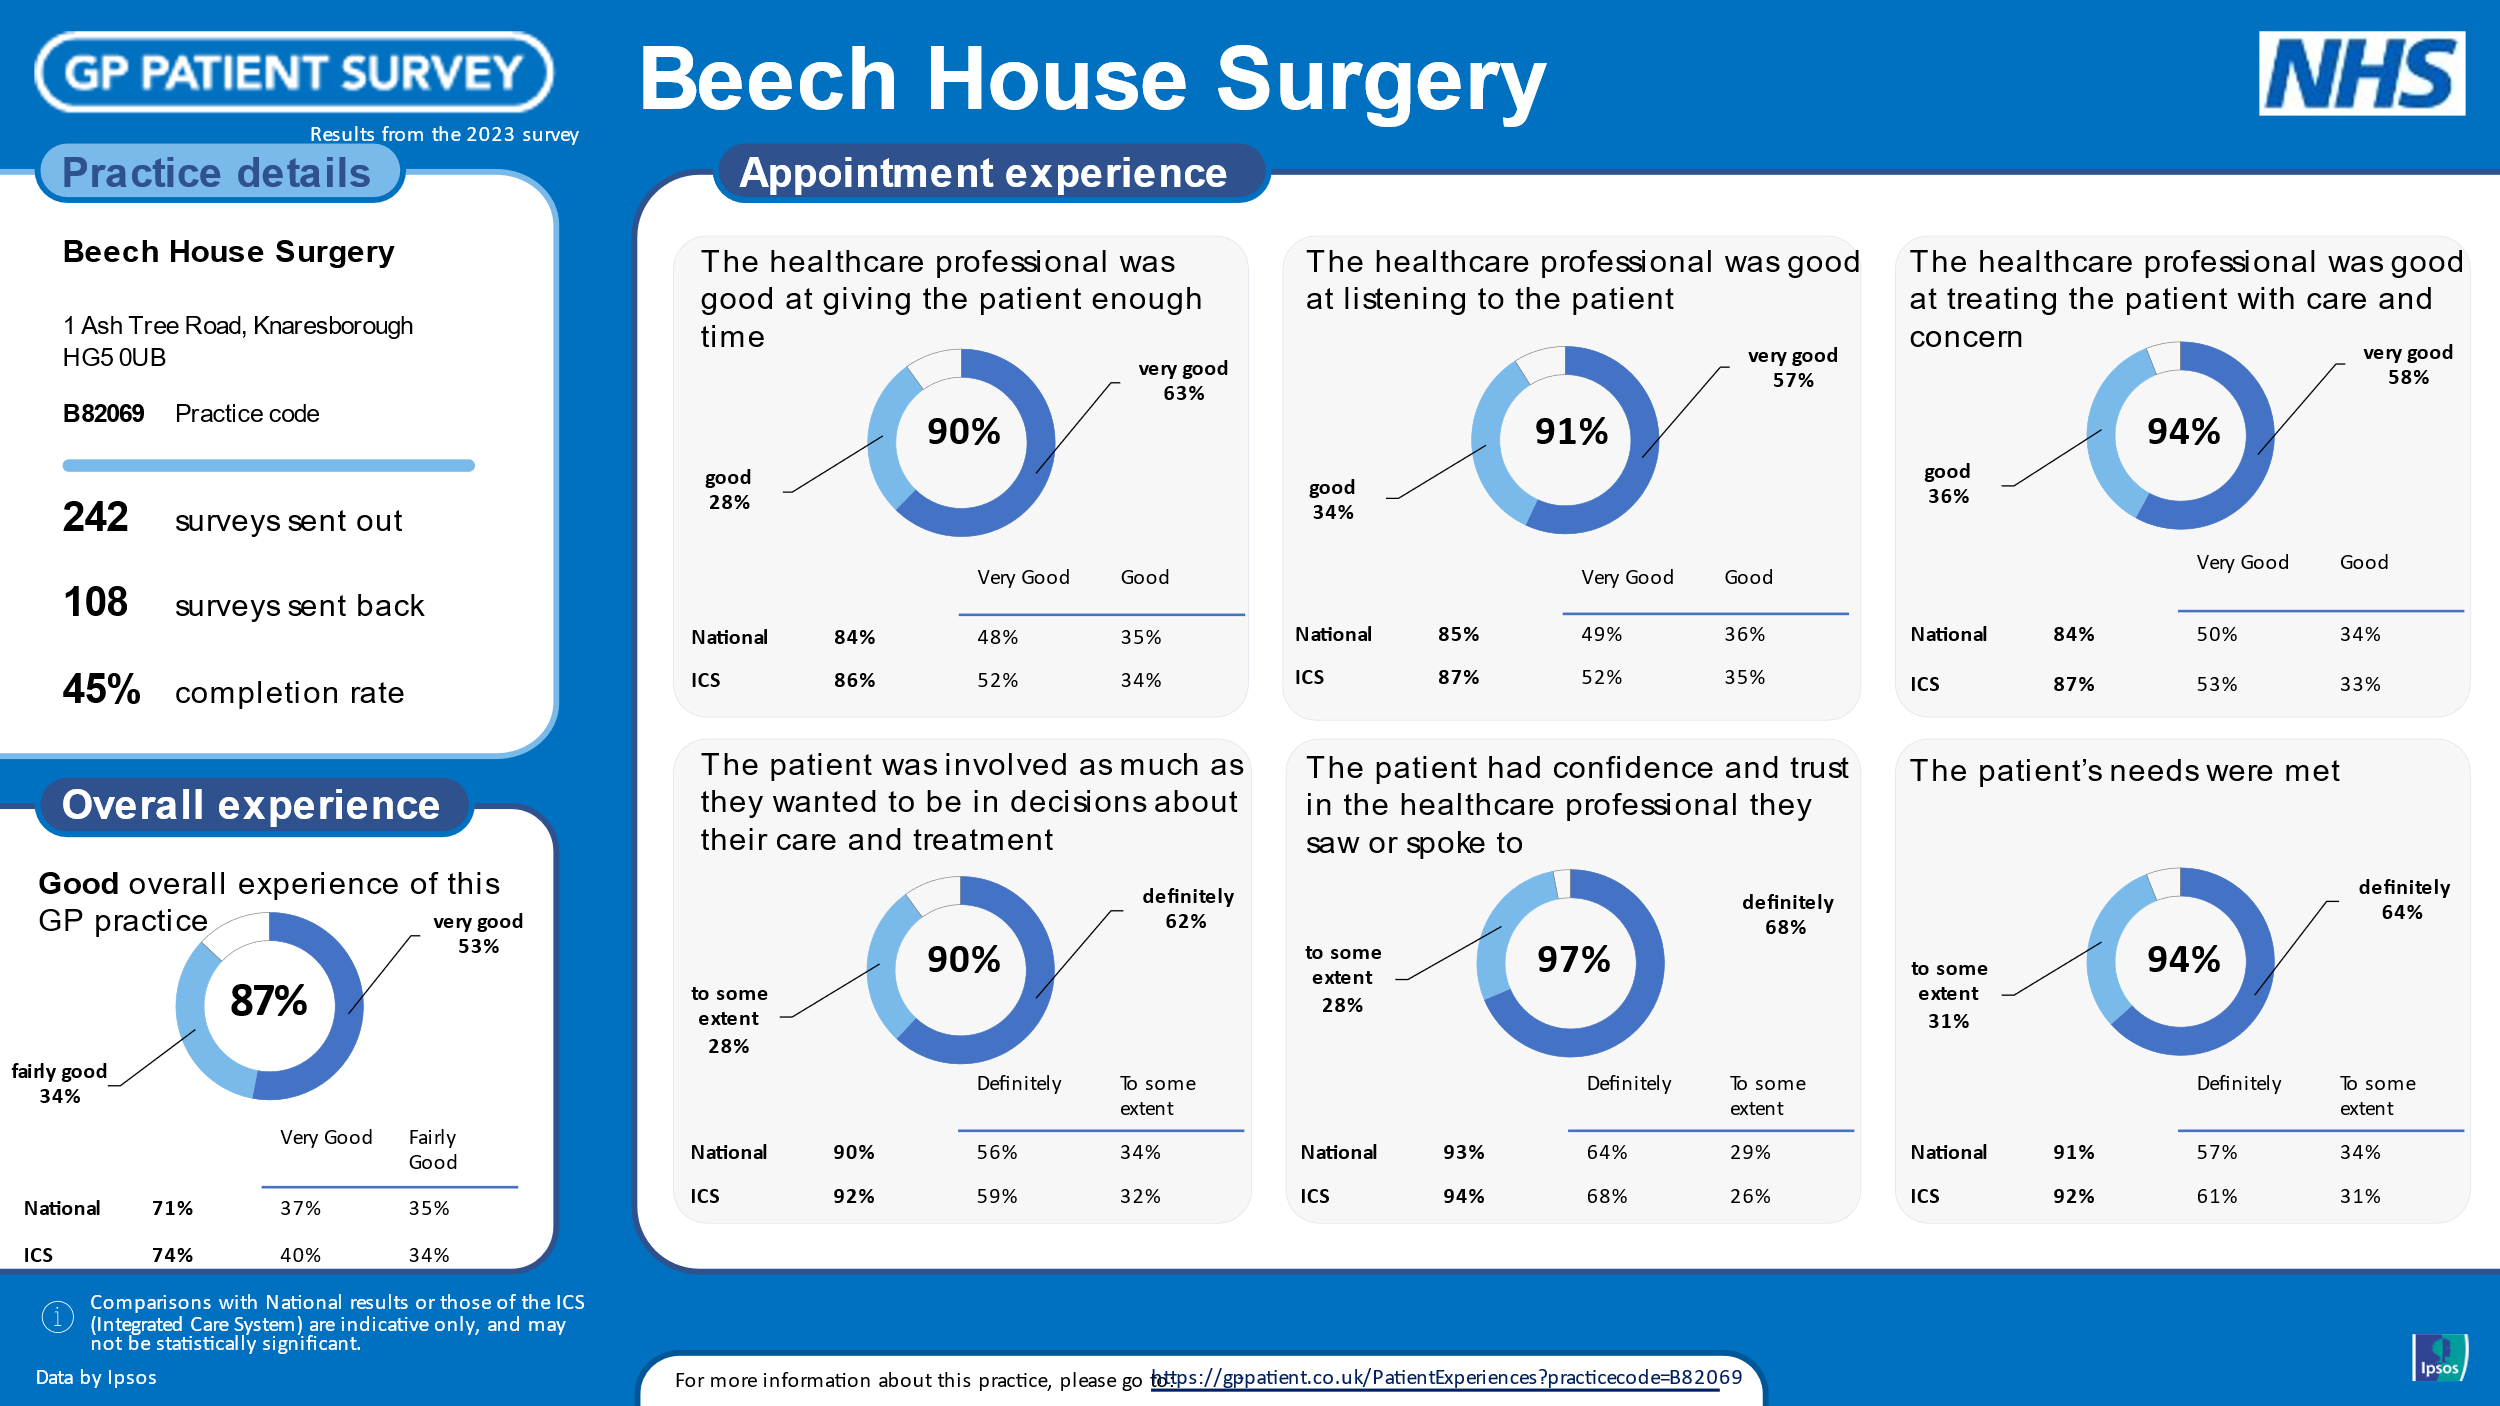 GP PATIENT SURVEY
Results from the 2023 survey
Beech House Surgery
NHS
Practice details
Beech House Surgery
1 Ash Tree Road, Knaresborough
HG5 0UB
B82069 Practice code
242 surveys sent out
108 surveys sent back
45% completion rate
Overall experience
Good overall experience of this
GP practice
very good
53%
87%
fairly good
34%
Very Good Fairly
Good
National 71% 37% 35%
ICS 74% 40% 34%
Appointment experience
The healthcare professional was
good at giving the patient enough
time
very good
63%
90%
good
28%
Very Good Good
National 84% 48% 35%
ICS 86% 52% 34%
The healthcare professional was good
at listening to the patient
very good
57%
91%
good
34%
Very Good Good
National 85% 49% 36%
ICS 87% 52% 35%
The healthcare professional was good
at treating the patient with care and
concern
very good
58%
94%
good
36%
Very Good Good
National 84% 50% 34%
ICS 87% 53% 33%
The patient was involved as much as
they wanted to be in decisions about
their care and treatment
definitely
62%
90%
to some
extent
28%
Definitely To some
extent
National 90% 56% 34%
ICS 92% 59% 32%
The patient had confidence and trust
in the healthcare professional they
saw or spoke to
definitely
68%
97%
to some
extent
28%
Definitely To some
extent
National 93% 64% 29%
ICS 94% 68% 26%
The patient's needs were met
definitely
64%
94%
to some
extent
31%
Definitely To some
extent
National 91% 57% 34%
ICS 92% 61% 31%
Comparisons with National results or those of the ICS
(Integrated Care System) are indicative only, and may
not be statistically significant.
Data by Ipsos
For more information about this practice, please go to: https://gp-patient.co.uk/PatientExperiences?practicecode=B82069
Ipsos